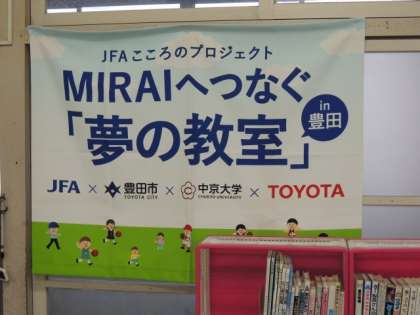 JFAこころのプロジェクト
MIRAIへつなぐ
「夢の教室」
in
豊田
JFA × 豊田市 × 中京大学 × TOYOTA
TOYOTA CITY CHUKYO UNIVERSITY